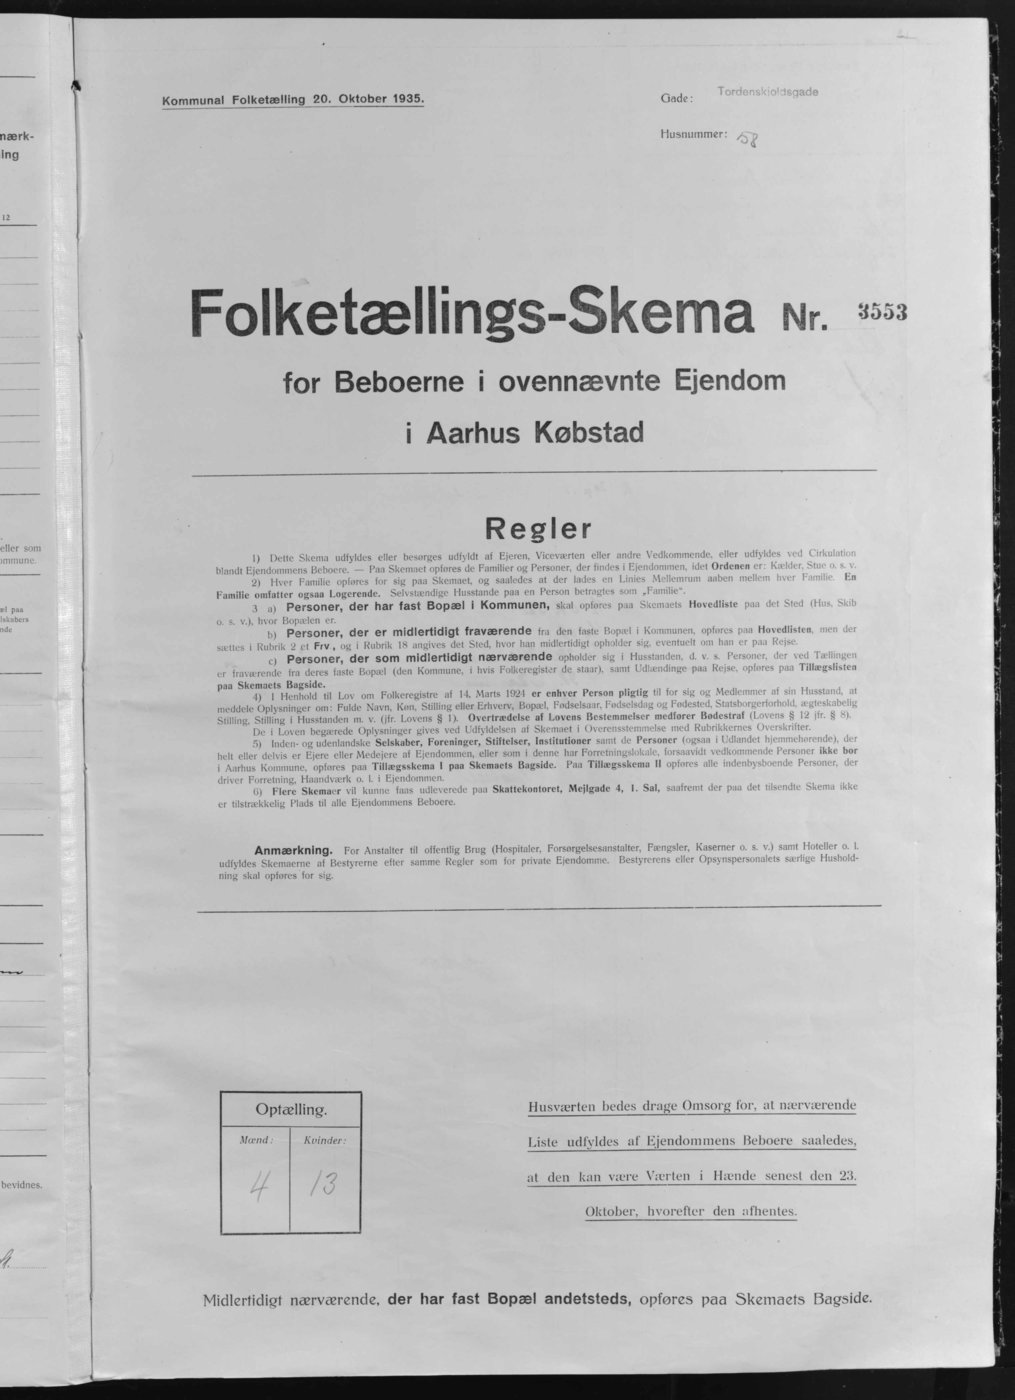 Kommunal Folketælling 20. Oktober 1935.
Gade: Tordenskjoldsgade
Husnummer: 58
Folketællings-Skema Nr. 3553
for Beboerne i ovennævnte Ejendom
i Aarhus Købstad
Regler
1) Dette Skema udfyldes eller besørges udfyldt af Ejeren, Viceværten eller andre Vedkommende, eller udfyldes ved Cirkulation
blandt Ejendommens Beboere. — Paa Skemaet opføres de Familier og Personer, der findes i Ejendommen, idet Ordenen er: Kælder, Stue o. s. v.
2) Hver Familie opføres for sig paa Skemaet, og saaledes at der lades en Linies Mellemrum aaben mellem hver Familie. En
Familie omfatter ogsaa Logerende. Selvstændige Husstande paa en Person betragtes som „Familie“.
3 a) Personer, der har fast Bopæl i Kommunen, skal opføres paa Skemaets Hovedliste paa det Sted (Hus, Skib
o. s. v.), hvor Bopælen er.
b) Personer, der er midlertidigt fraværende fra den faste Bopæl i Kommunen, opføres paa Hovedlisten, men der
sættes i Rubrik 2 et Frv., og i Rubrik 18 angives det Sted, hvor han midlertidigt opholder sig, eventuelt om han er paa Rejse.
c) Personer, der som midlertidigt nærværende opholder sig i Husstanden, d. v. s. Personer, der ved Tællingen
er fraværende fra deres faste Bopæl (den Kommune, i hvis Folkeregister de staar), samt Udlændinge paa Rejse, opføres paa Tillægslisten
paa Skemaets Bagside.
4) I Henhold til Lov om Folkeregistre af 14. Marts 1924 er enhver Person pligtig til for sig og Medlemmer af sin Husstand, at
meddele Oplysninger om: Fulde Navn, Køn, Stilling eller Erhverv, Bopæl, Fødselsaar, Fødselsdag og Fødested, Statsborgerforhold, ægteskabelig
Stilling, Stilling i Husstanden m. v. (jfr. Lovens § 1). Overtrædelse af Lovens Bestemmelser medfører Bødestraf (Lovens § 12 jfr. § 8).
De i Loven begærede Oplysninger gives ved Udfyldelsen af Skemaet i Overensstemmelse med Rubrikkernes Overskrifter.
5) Inden- og udenlandske Selskaber, Foreninger, Stiftelser, Institutioner samt de Personer (ogsaa i Udlandet hjemmehørende), der
helt eller delvis er Ejere eller Medejere af Ejendommen, eller som i denne har Forretningslokale, forsaavidt vedkommende Personer ikke bor
i Aarhus Kommune, opføres paa Tillægsskema I paa Skemaets Bagside. Paa Tillægsskema II opføres alle indenbysboende Personer, der
driver Forretning, Haandværk o. l. i Ejendommen.
6) Flere Skemaer vil kunne faas udleverede paa Skattekontoret, Mejlgade 4, 1. Sal, saafremt der paa det tilsendte Skema ikke
er tilstrækkelig Plads til alle Ejendommens Beboere.
Anmærkning. For Anstalter til offentlig Brug (Hospitaler, Forsørgelsesanstalter, Fængsler, Kaserner o. s. v.) samt Hoteller o. l.
udfyldes Skemaerne af Bestyrerne efter samme Regler som for private Ejendomme. Bestyrerens eller Opsynspersonalets særlige Hushold-
ning skal opføres for sig.
Optælling.
Mænd: Kvinder:
4 13
Husværten bedes drage Omsorg for, at nærværende
Liste udfyldes af Ejendommens Beboere saaledes,
at den kan være Værten i Hænde senest den 23.
Oktober, hvorefter den afhentes.
Midlertidigt nærværende, der har fast Bopæl andetsteds, opføres paa Skemaets Bagside.
mærk-
ing
12
eller som
ommune.
æl paa
lskabers
nde
bevidnes.